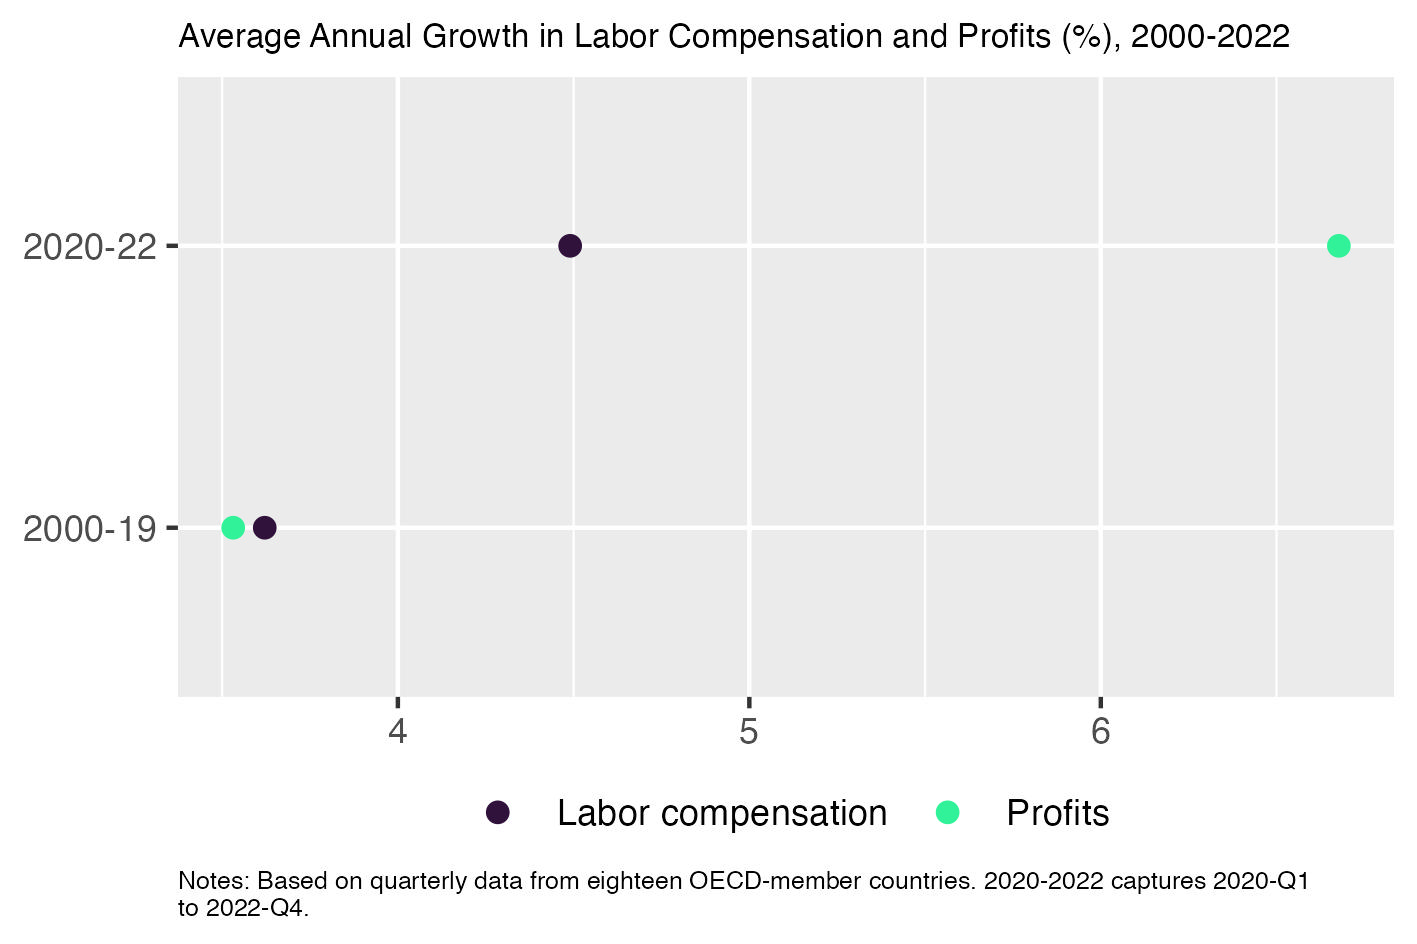 Average Annual Growth in Labor Compensation and Profits (%), 2000-2022
2020-22
2000-19
4 5 6
Labor compensation Profits
Notes: Based on quarterly data from eighteen OECD-member countries. 2020-2022 captures 2020-Q1
to 2022-Q4.